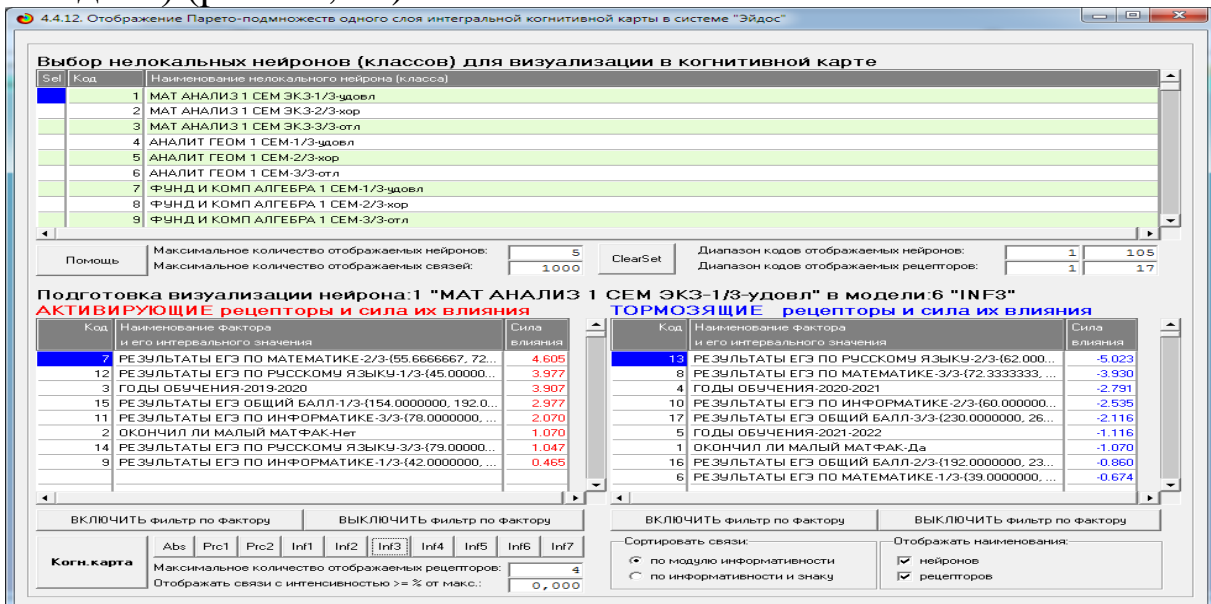 4.4.12. Отображение Парето-подмножеств одного слоя интегральной когнитивной карты в системе "Эйдос"
Выбор нелокальных нейронов (классов) для визуализации в когнитивной карте
Sel Код Наименование нелокального нейрона (класса)
1 МАТ АНАЛИЗ 1 СЕМ ЭКЗ-1/3-удовл
2 МАТ АНАЛИЗ 1 СЕМ ЭКЗ-2/3-хор
3 МАТ АНАЛИЗ 1 СЕМ ЭКЗ-3/3-отл
4 АНАЛИТ ГЕОМ 1 СЕМ-1/3-удовл
5 АНАЛИТ ГЕОМ 1 СЕМ-2/3-хор
6 АНАЛИТ ГЕОМ 1 СЕМ-3/3-отл
7 ФУНД И КОМП АЛГЕБРА 1 СЕМ-1/3-удовл
8 ФУНД И КОМП АЛГЕБРА 1 СЕМ-2/3-хор
9 ФУНД И КОМП АЛГЕБРА 1 СЕМ-3/3-отл
Помощь
Максимальное количество отображаемых нейронов: 5
Максимальное количество отображаемых связей: 1000
ClearSet
Диапазон кодов отображаемых нейронов: 1 105
Диапазон кодов отображаемых рецепторов: 1 17
Подготовка визуализации нейрона:1 "МАТ АНАЛИЗ 1 СЕМ ЭКЗ-1/3-удовл" в модели:6 "INF3"
АКТИВИРУЮЩИЕ рецепторы и сила их влияния
Код Наименование фактора и его интервального значения Сила влияния
7 РЕЗУЛЬТАТЫ ЕГЭ ПО МАТЕМАТИКЕ-2/3-{55.6666667, 72... 4.605
12 РЕЗУЛЬТАТЫ ЕГЭ ПО РУССКОМУ ЯЗЫКУ-1/3-{45.00000... 3.977
3 ГОДЫ ОБУЧЕНИЯ-2019-2020 3.907
15 РЕЗУЛЬТАТЫ ЕГЭ ОБЩИЙ БАЛЛ-1/3-{154.0000000, 192.0... 2.977
11 РЕЗУЛЬТАТЫ ЕГЭ ПО ИНФОРМАТИКЕ-3/3-{78.0000000, ... 2.070
2 ОКОНЧИЛ ЛИ МАЛЫЙ МАТФАК-Нет 1.070
14 РЕЗУЛЬТАТЫ ЕГЭ ПО РУССКОМУ ЯЗЫКУ-3/3-{79.00000... 1.047
9 РЕЗУЛЬТАТЫ ЕГЭ ПО ИНФОРМАТИКЕ-1/3-{42.0000000, ... 0.465
ТОРМОЗЯЩИЕ рецепторы и сила их влияния
Код Наименование фактора и его интервального значения Сила влияния
13 РЕЗУЛЬТАТЫ ЕГЭ ПО РУССКОМУ ЯЗЫКУ-2/3-{62.000... -5.023
8 РЕЗУЛЬТАТЫ ЕГЭ ПО МАТЕМАТИКЕ-3/3-{72.3333333, ... -3.930
4 ГОДЫ ОБУЧЕНИЯ-2020-2021 -2.791
10 РЕЗУЛЬТАТЫ ЕГЭ ПО ИНФОРМАТИКЕ-2/3-{60.000000... -2.535
17 РЕЗУЛЬТАТЫ ЕГЭ ОБЩИЙ БАЛЛ-3/3-{230.0000000, 26... -2.116
5 ГОДЫ ОБУЧЕНИЯ-2021-2022 -1.116
1 ОКОНЧИЛ ЛИ МАЛЫЙ МАТФАК-Да -1.070
16 РЕЗУЛЬТАТЫ ЕГЭ ОБЩИЙ БАЛЛ-2/3-{192.0000000, 23... -0.860
6 РЕЗУЛЬТАТЫ ЕГЭ ПО МАТЕМАТИКЕ-1/3-{39.0000000, ... -0.674
ВКЛЮЧИТЬ фильтр по фактору ВЫКЛЮЧИТЬ фильтр по фактору
ВКЛЮЧИТЬ фильтр по фактору ВЫКЛЮЧИТЬ фильтр по фактору
Когн.карта
Abs Prc1 Prc2 Inf1 Inf2 Inf3 Inf4 Inf5 Inf6 Inf7
Максимальное количество отображаемых рецепторов: 4
Отображать связи с интенсивностью >= % от макс.: 0,000
Сортировать связи:
по модулю информативности
по информативности и знаку
Отображать наименования:
нейронов
рецепторов